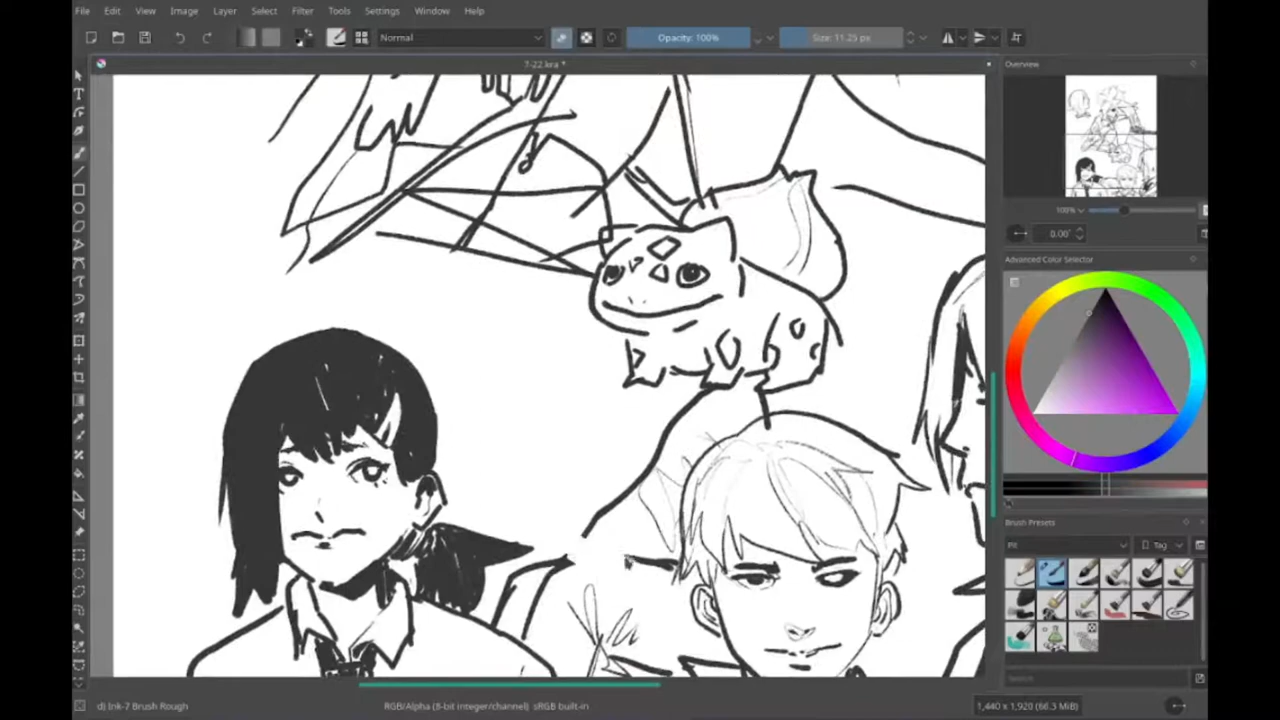 File Edit View Image Layer Select Filter Tools Settings Window Help
Normal Opacity: 100% Size: 11.25 px
7-22.kra *
Overview
100%
0.00°
Advanced Color Selector
Brush Presets
Tag
Search
d) Ink-7 Brush Rough RGB/Alpha (8-bit integer/channel) sRGB built-in 1,440 x 1,920 (66.3 MiB)